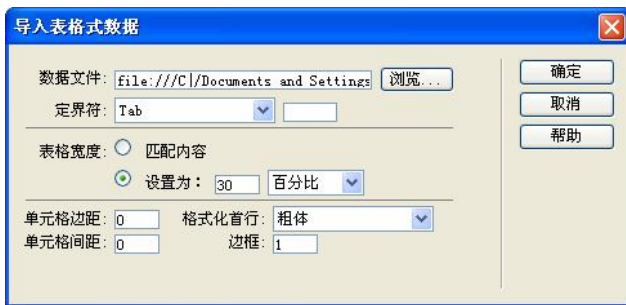 导入表格式数据
数据文件: file:///C|/Documents and Settings 浏览... 确定
定界符: Tab 取消
表格宽度: 匹配内容 帮助
设置为: 30 百分比
单元格边距: 0 格式化首行: 粗体
单元格间距: 0 边框: 1